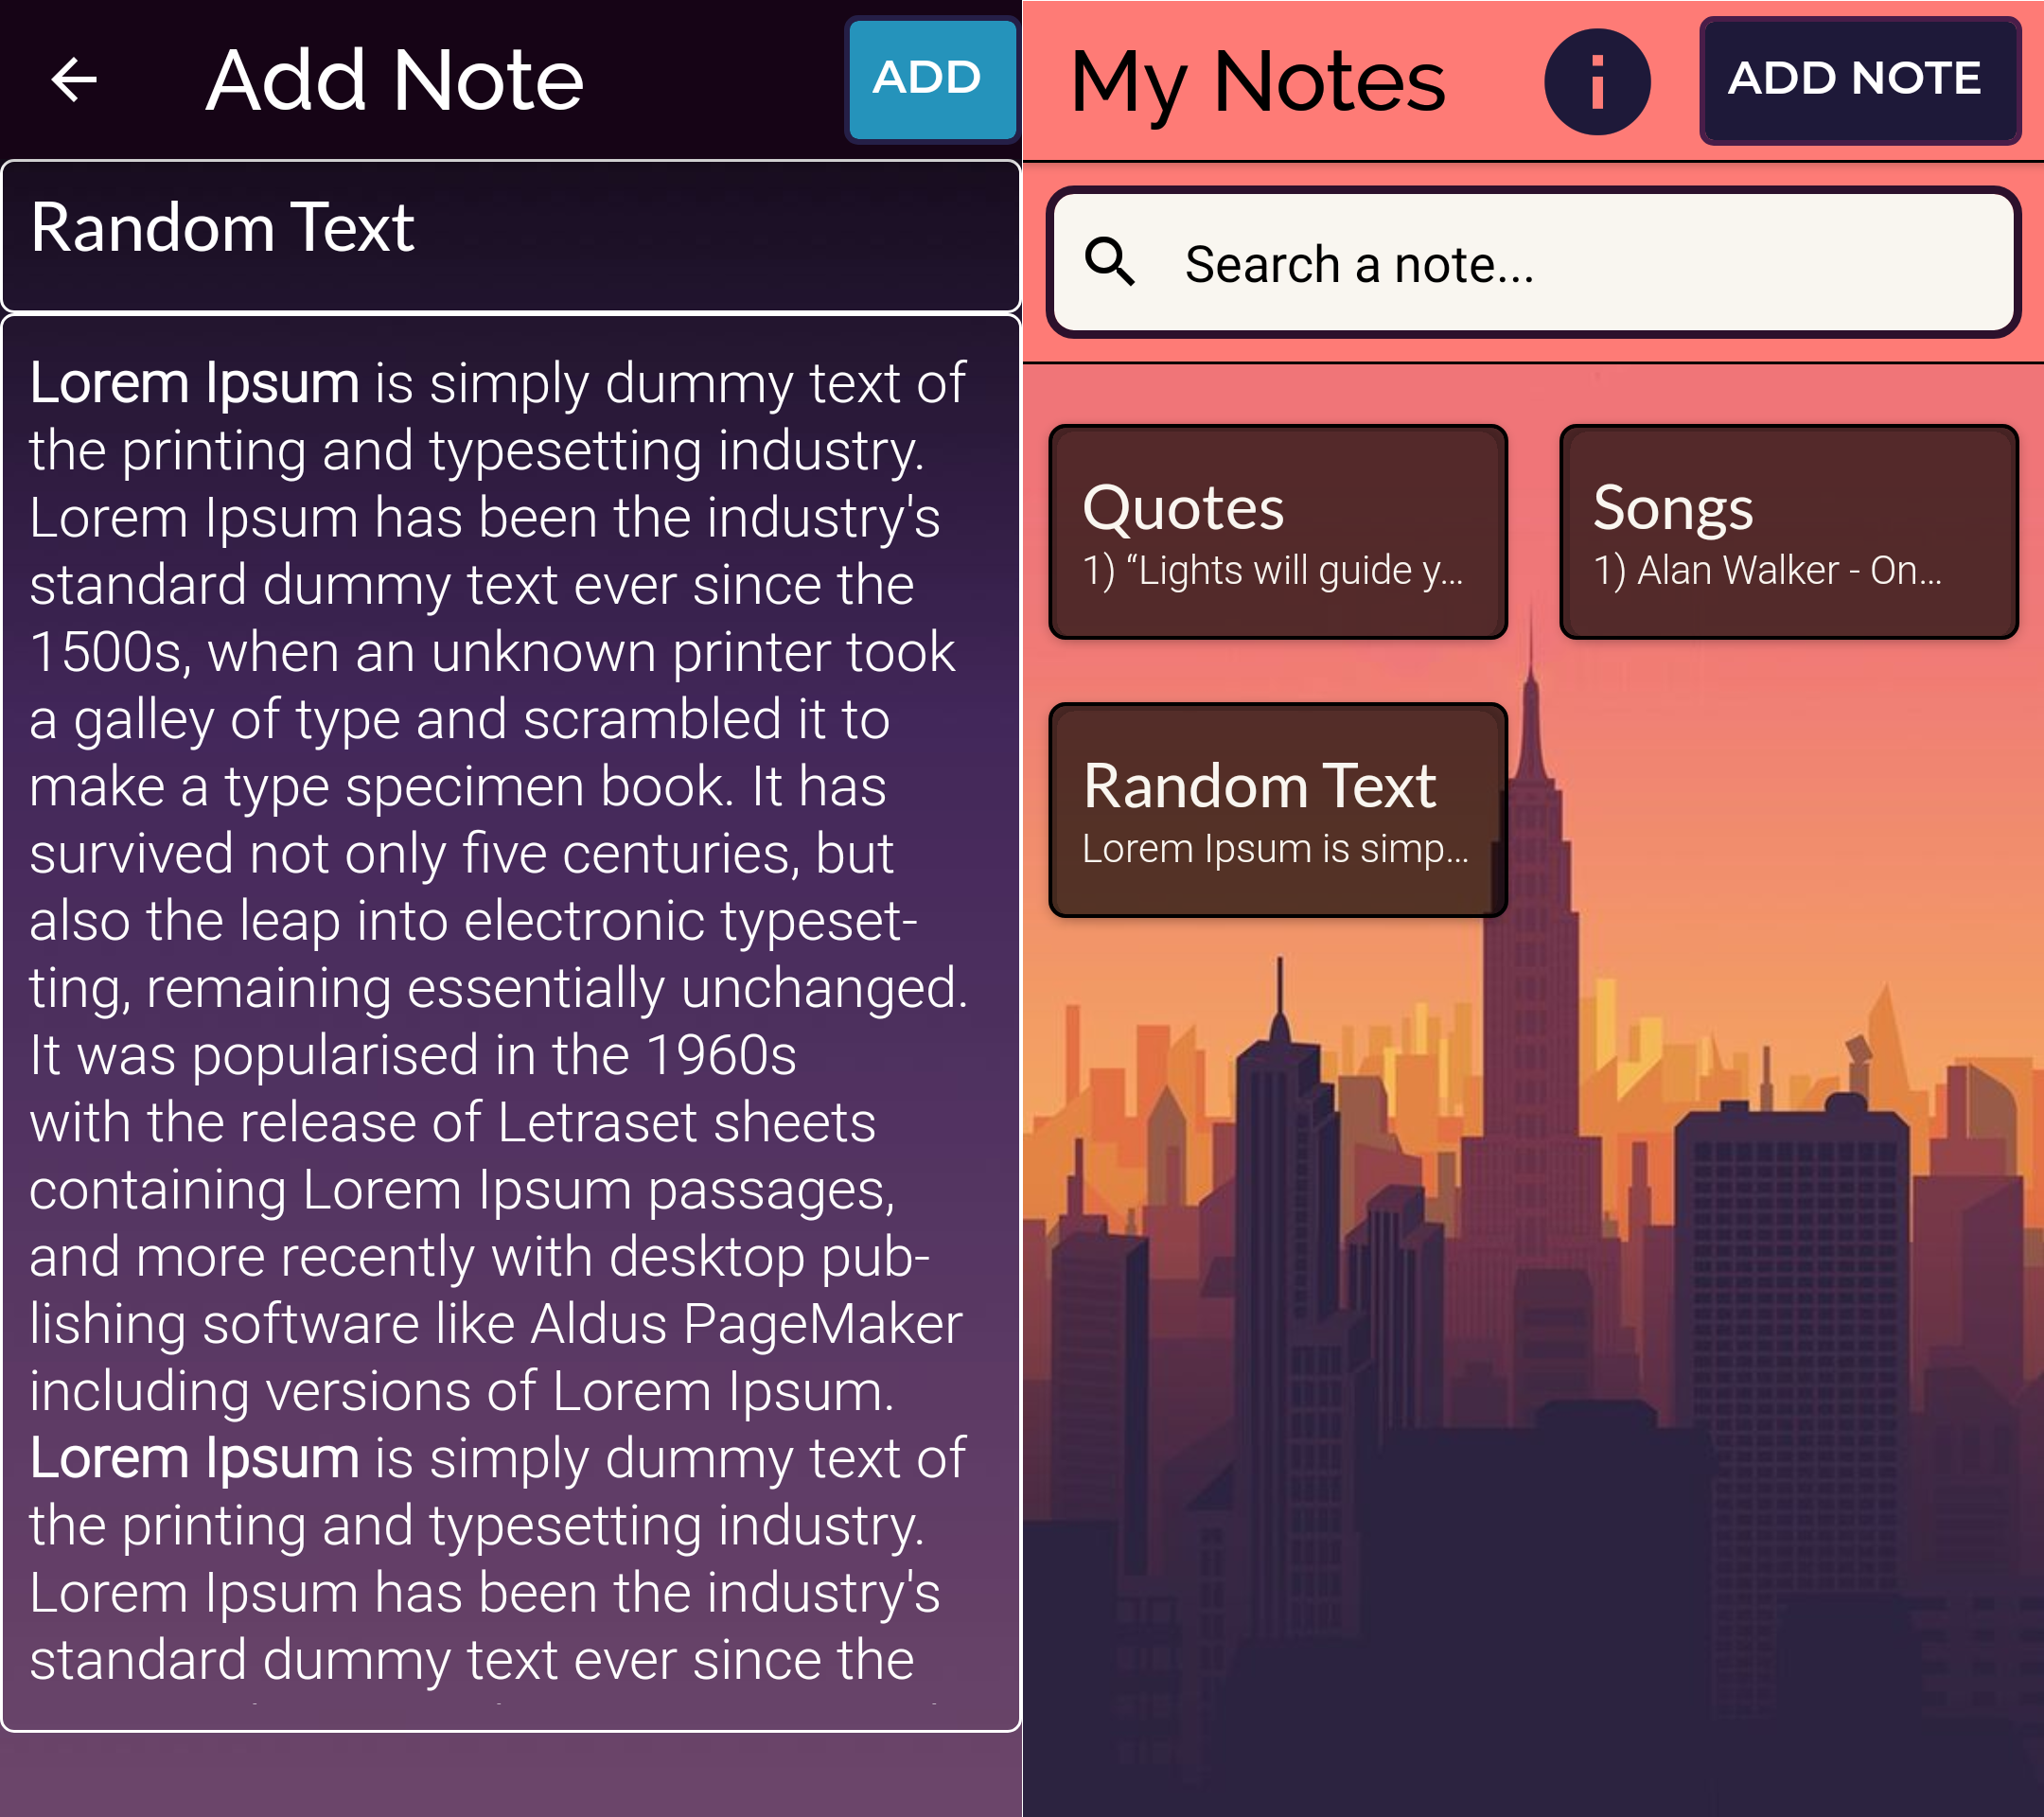 Add Note
ADD
Random Text
Lorem Ipsum is simply dummy text of
the printing and typesetting industry.
Lorem Ipsum has been the industry's
standard dummy text ever since the
1500s, when an unknown printer took
a galley of type and scrambled it to
make a type specimen book. It has
survived not only five centuries, but
also the leap into electronic typeset-
ting, remaining essentially unchanged.
It was popularised in the 1960s
with the release of Letraset sheets
containing Lorem Ipsum passages,
and more recently with desktop pub-
lishing software like Aldus PageMaker
including versions of Lorem Ipsum.
Lorem Ipsum is simply dummy text of
the printing and typesetting industry.
Lorem Ipsum has been the industry's
standard dummy text ever since the
My Notes
i
ADD NOTE
Search a note...
Quotes
1) “Lights will guide y...
Songs
1) Alan Walker - On...
Random Text
Lorem Ipsum is simp...